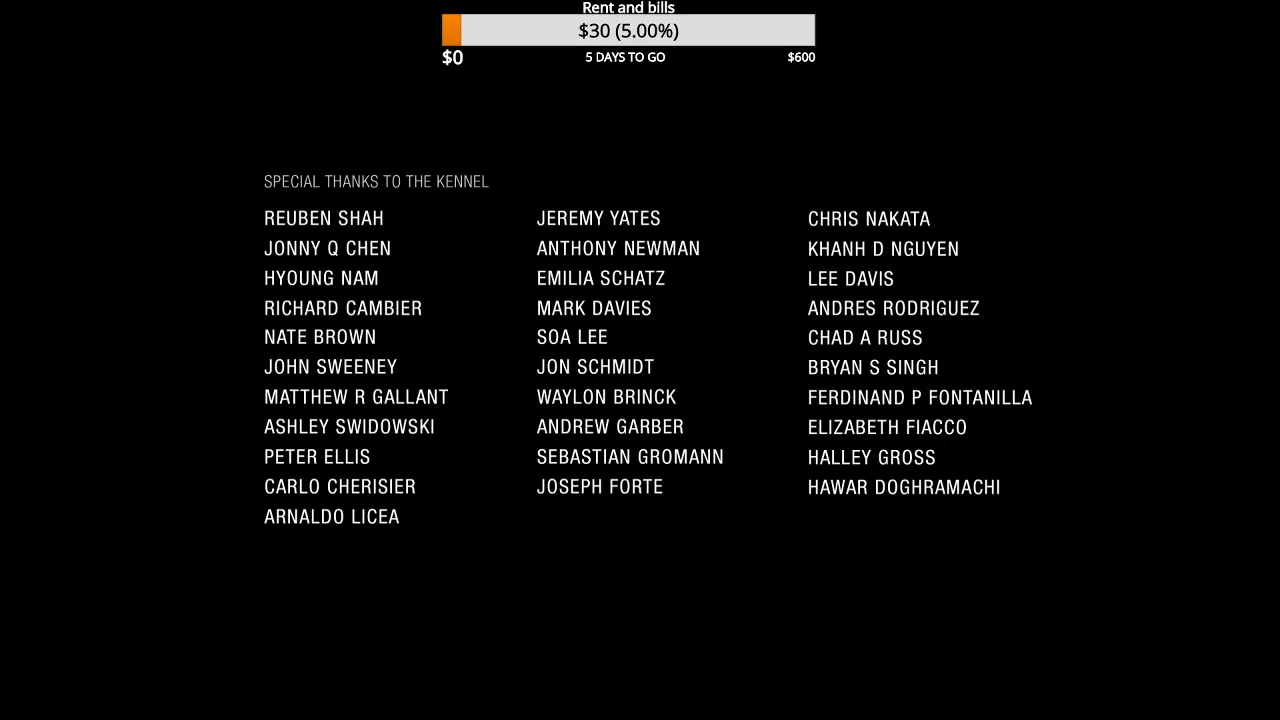 Rent and bills
$30 (5.00%)
$0 5 DAYS TO GO $600
SPECIAL THANKS TO THE KENNEL
REUBEN SHAH
JONNY Q CHEN
HYOUNG NAM
RICHARD CAMBIER
NATE BROWN
JOHN SWEENEY
MATTHEW R GALLANT
ASHLEY SWIDOWSKI
PETER ELLIS
CARLO CHERISIER
ARNALDO LICEA
JEREMY YATES
ANTHONY NEWMAN
EMILIA SCHATZ
MARK DAVIES
SOA LEE
JON SCHMIDT
WAYLON BRINCK
ANDREW GARBER
SEBASTIAN GROMANN
JOSEPH FORTE
CHRIS NAKATA
KHANH D NGUYEN
LEE DAVIS
ANDRES RODRIGUEZ
CHAD A RUSS
BRYAN S SINGH
FERDINAND P FONTANILLA
ELIZABETH FIACCO
HALLEY GROSS
HAWAR DOGHRAMACHI